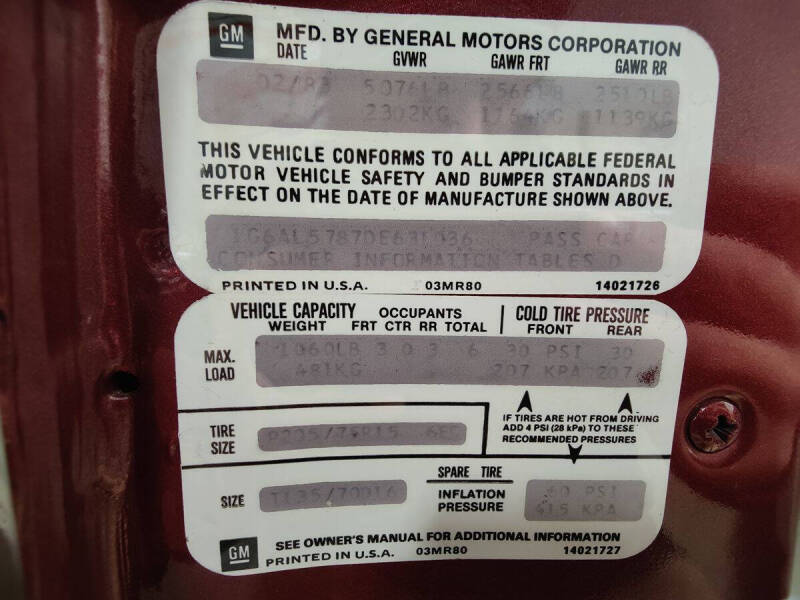 GM MFD. BY GENERAL MOTORS CORPORATION
DATE GVWR GAWR FRT GAWR RR
02/83 5076LB 2566LB 2510LB
2302KG 1164KG 1139KG
THIS VEHICLE CONFORMS TO ALL APPLICABLE FEDERAL
MOTOR VEHICLE SAFETY AND BUMPER STANDARDS IN
EFFECT ON THE DATE OF MANUFACTURE SHOWN ABOVE.
PASS CAR
CONSUMER INFORMATION TABLES D
PRINTED IN U.S.A. 03MR80 14021726
VEHICLE CAPACITY OCCUPANTS COLD TIRE PRESSURE
WEIGHT FRT CTR RR TOTAL FRONT REAR
MAX. LOAD
1060LB 3 0 3 6 30 PSI 30
481KG 207 KPA 207
IF TIRES ARE HOT FROM DRIVING
ADD 4 PSI (28 kPa) TO THESE
RECOMMENDED PRESSURES
TIRE SIZE
P205/75R15
SPARE TIRE
SIZE INFLATION PRESSURE
60 PSI
415 KPA
SEE OWNER'S MANUAL FOR ADDITIONAL INFORMATION
GM PRINTED IN U.S.A. 03MR80 14021727